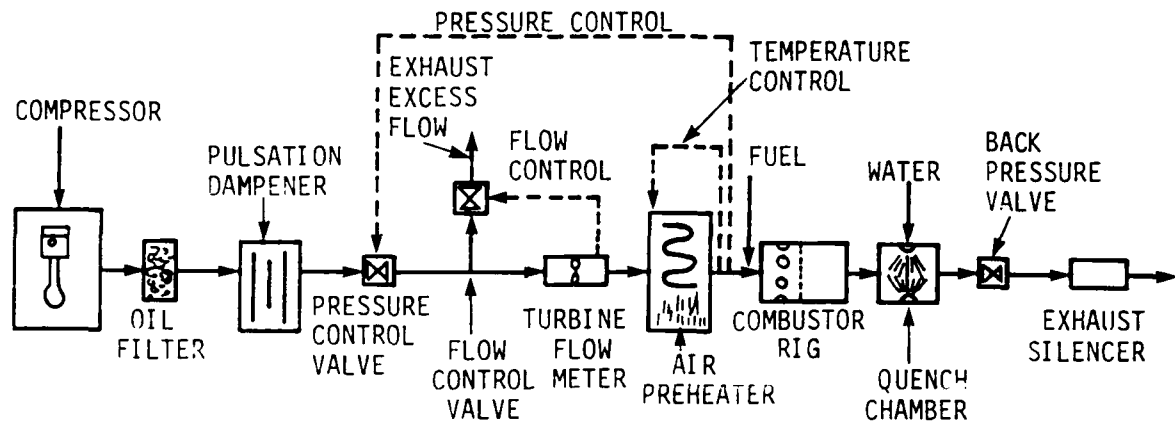 PRESSURE CONTROL
TEMPERATURE
CONTROL
EXHAUST
EXCESS
FLOW
COMPRESSOR
PULSATION
DAMPENER
FLOW
CONTROL
FUEL
WATER
BACK
PRESSURE
VALVE
OIL
FILTER
PRESSURE
CONTROL
VALVE
FLOW
CONTROL
VALVE
TURBINE
FLOW
METER
AIR
PREHEATER
COMBUSTOR
RIG
QUENCH
CHAMBER
EXHAUST
SILENCER